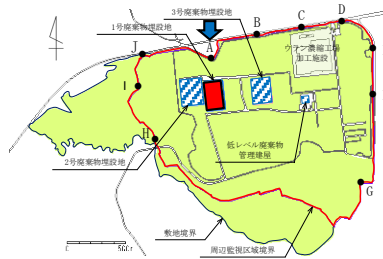 3号廃棄物埋設地
1号廃棄物埋設地
A
B
C
D
ウラン濃縮工場
加工施設
J
I
H
G
低レベル廃棄物
管理建屋
2号廃棄物埋設地
敷地境界
周辺監視区域境界
0